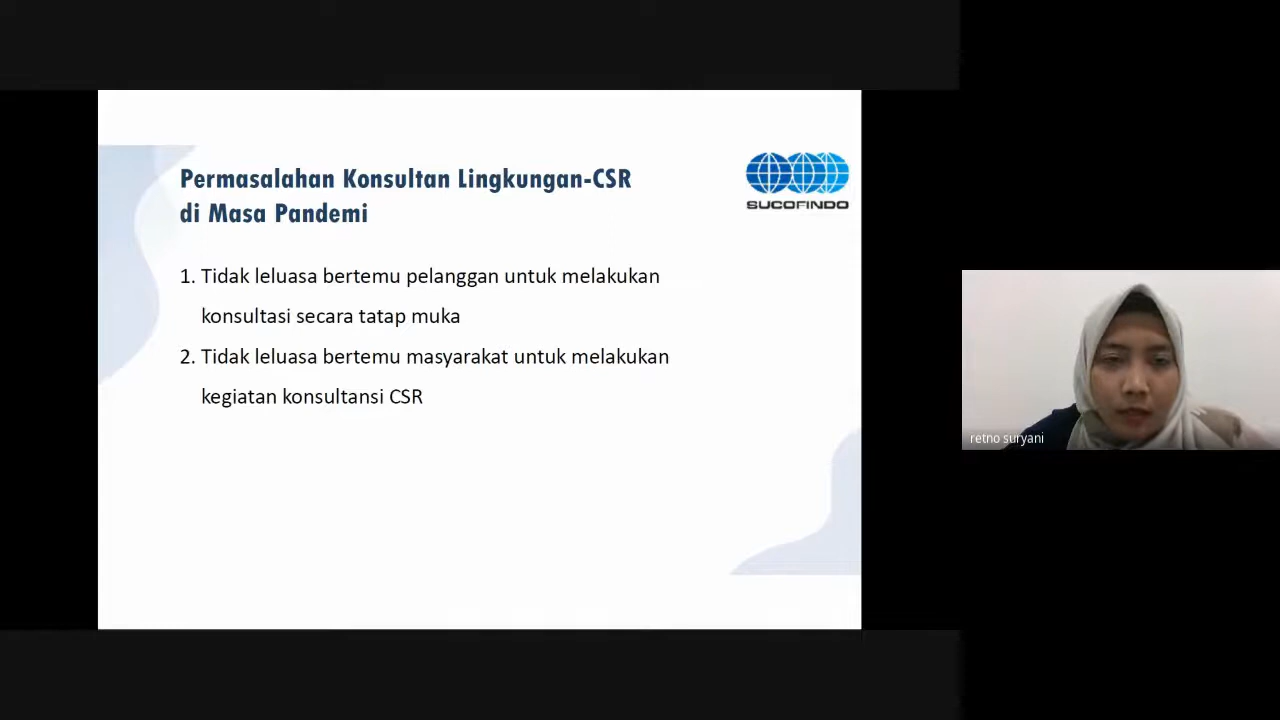 Permasalahan Konsultan Lingkungan-CSR
di Masa Pandemi
SUCOFINDO
1. Tidak leluasa bertemu pelanggan untuk melakukan
konsultasi secara tatap muka
2. Tidak leluasa bertemu masyarakat untuk melakukan
kegiatan konsultansi CSR
retno suryani